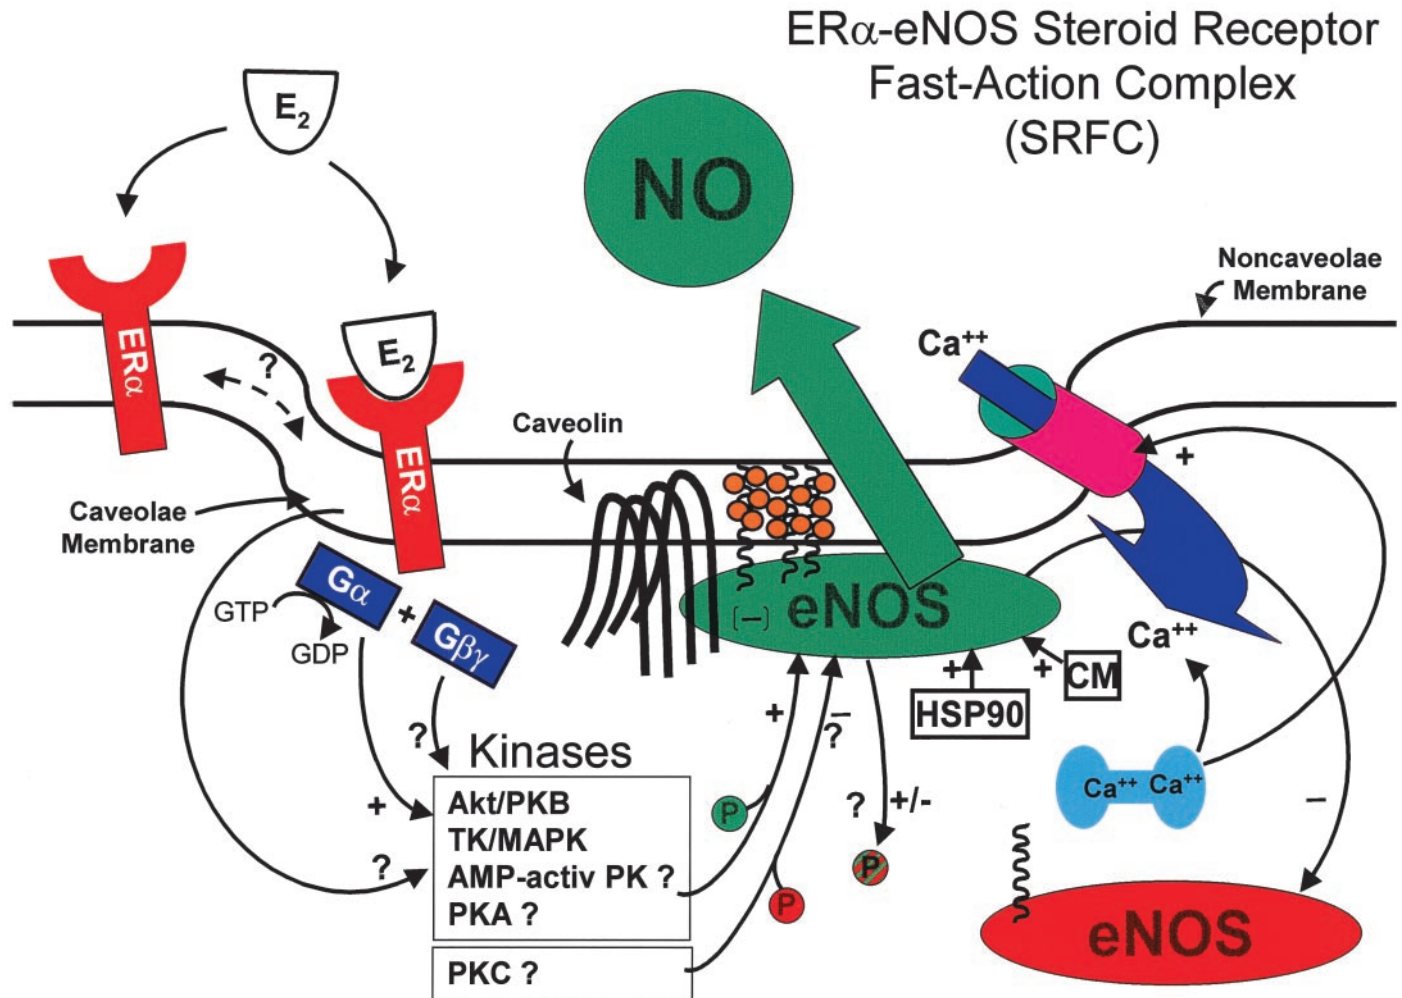 ERα-eNOS Steroid Receptor
Fast-Action Complex
(SRFC)
E2
NO
Noncaveolae
Membrane
Ca++
ERα
?
E2
ERα
Caveolin
+
Caveolae
Membrane
Gα
+
Gβγ
GTP
GDP
[-]
eNOS
Ca++
+
+
CM
HSP90
?
Kinases
+
–
?
Akt/PKB
TK/MAPK
AMP-activ PK ?
PKA ?
PKC ?
+
?
P
P
?
+/-
P
Ca++ Ca++
–
eNOS